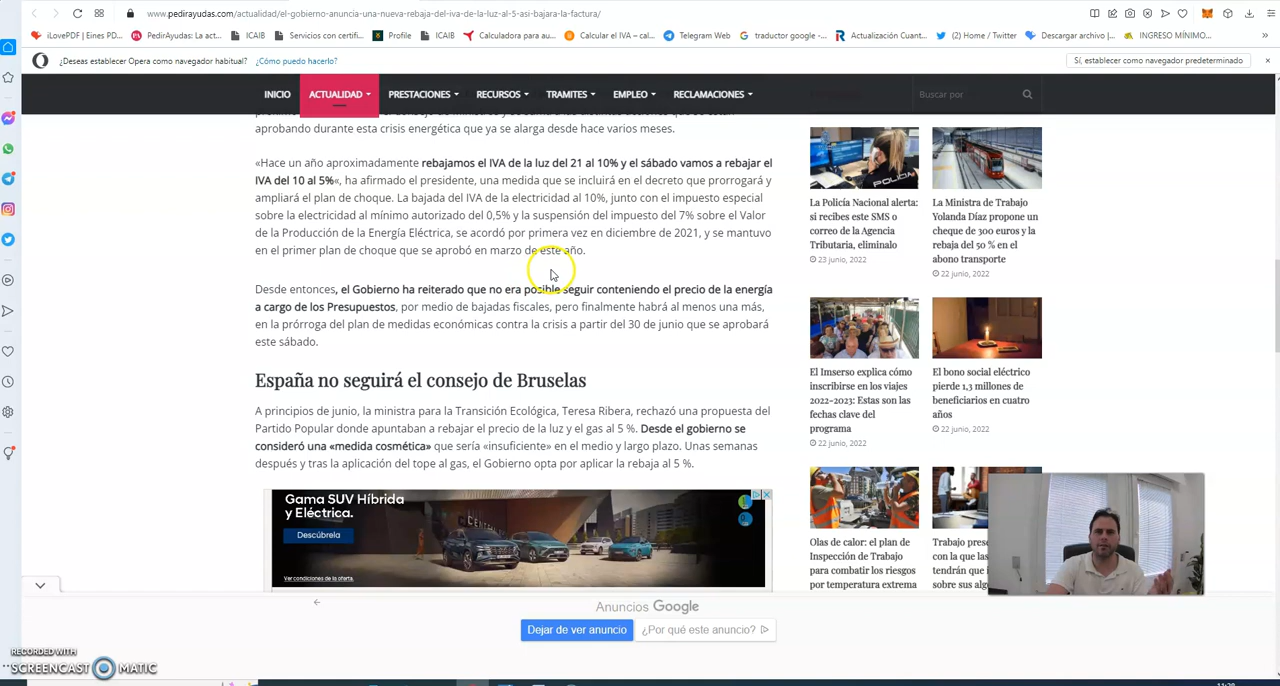 www.pedirayudas.com/actualidad/el-gobierno-anuncia-una-nueva-rebaja-del-iva-de-la-luz-al-5-asi-bajara-la-factura/
iLovePDF | Eines PD...
PedirAyudas: La act...
ICAIB
Servicios con certifi...
Profile
ICAIB
Calculadora para au...
Calcular el IVA – cal...
Telegram Web
traductor google -...
Actualización Cuant...
(2) Home / Twitter
Descargar archivo |...
INGRESO MÍNIMO...
»
¿Deseas establecer Opera como navegador habitual? ¿Cómo puedo hacerlo?
Sí, establecer como navegador predeterminado
INICIO ACTUALIDAD PRESTACIONES RECURSOS TRAMITES EMPLEO RECLAMACIONES
Buscar por
aprobando durante esta crisis energética que ya se alarga desde hace varios meses.
«Hace un año aproximadamente rebajamos el IVA de la luz del 21 al 10% y el sábado vamos a rebajar el
IVA del 10 al 5%«, ha afirmado el presidente, una medida que se incluirá en el decreto que prorrogará y
ampliará el plan de choque. La bajada del IVA de la electricidad al 10%, junto con el impuesto especial
sobre la electricidad al mínimo autorizado del 0,5% y la suspensión del impuesto del 7% sobre el Valor
de la Producción de la Energía Eléctrica, se acordó por primera vez en diciembre de 2021, y se mantuvo
en el primer plan de choque que se aprobó en marzo de este año.
Desde entonces, el Gobierno ha reiterado que no era posible seguir conteniendo el precio de la energía
a cargo de los Presupuestos, por medio de bajadas fiscales, pero finalmente habrá al menos una más,
en la prórroga del plan de medidas económicas contra la crisis a partir del 30 de junio que se aprobará
este sábado.
España no seguirá el consejo de Bruselas
A principios de junio, la ministra para la Transición Ecológica, Teresa Ribera, rechazó una propuesta del
Partido Popular donde apuntaban a rebajar el precio de la luz y el gas al 5 %. Desde el gobierno se
consideró una «medida cosmética» que sería «insuficiente» en el medio y largo plazo. Unas semanas
después y tras la aplicación del tope al gas, el Gobierno opta por aplicar la rebaja al 5 %.
Gama SUV Híbrida
y Eléctrica.
Descúbrela
Ver condiciones de la oferta.
POLICIA
La Policía Nacional alerta:
si recibes este SMS o
correo de la Agencia
Tributaria, elimínalo
23 junio, 2022
La Ministra de Trabajo
Yolanda Díaz propone un
cheque de 300 euros y la
rebaja del 50 % en el
abono transporte
22 junio, 2022
El Imserso explica cómo
inscribirse en los viajes
2022-2023: Estas son las
fechas clave del
programa
22 junio, 2022
El bono social eléctrico
pierde 1,3 millones de
beneficiarios en cuatro
años
22 junio, 2022
Olas de calor: el plan de
Inspección de Trabajo
para combatir los riesgos
por temperatura extrema
Trabajo
con la que las
tendrán que
sobre sus
Anuncios Google
Dejar de ver anuncio
¿Por qué este anuncio?
RECORDED WITH
SCREENCAST MATIC